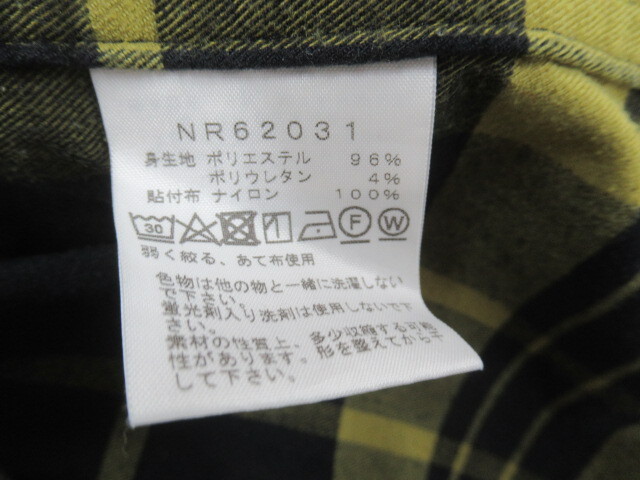 NR62031
身生地 ポリエステル 96%
ポリウレタン 4%
貼付布 ナイロン 100%
30 F W
弱く絞る、あて布使用
色物は他の物と一緒に洗濯しない
で下さい。
蛍光剤入り洗剤は使用しないで下
さい。
素材の性質上、多少収縮する可能
性があります。形を整えてから干
して下さい。